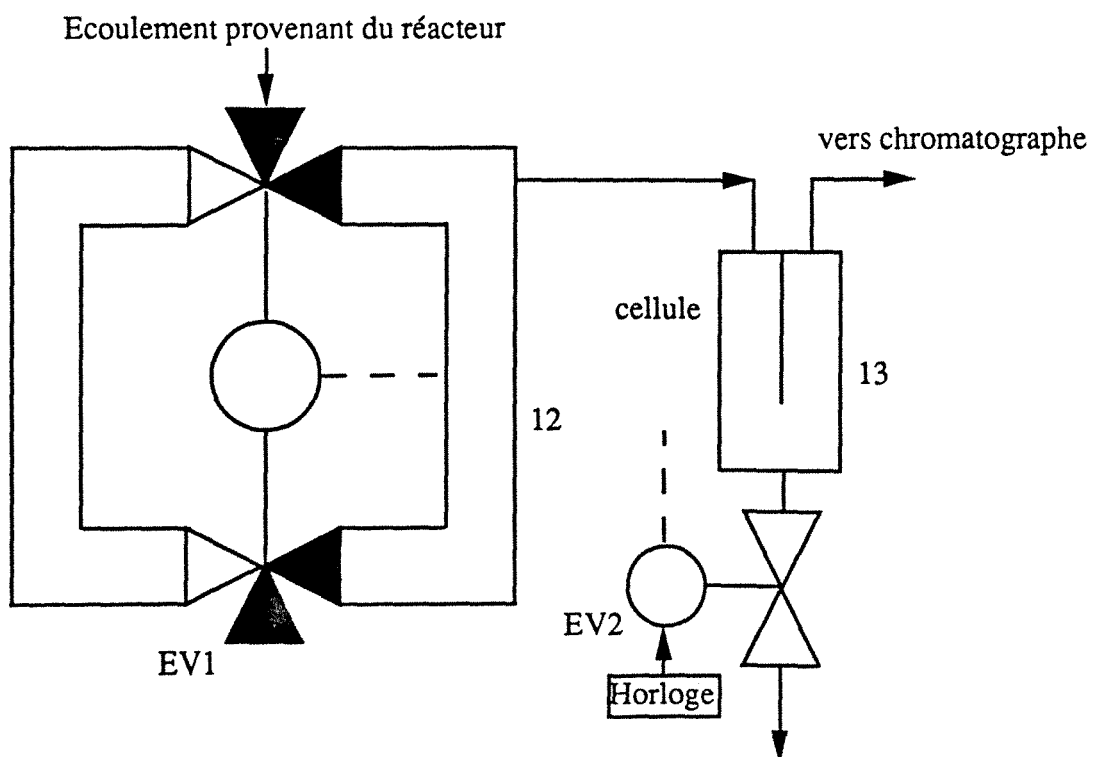 Ecoulement provenant du réacteur
vers chromatographe
cellule
13
12
EV2
EV1
Horloge